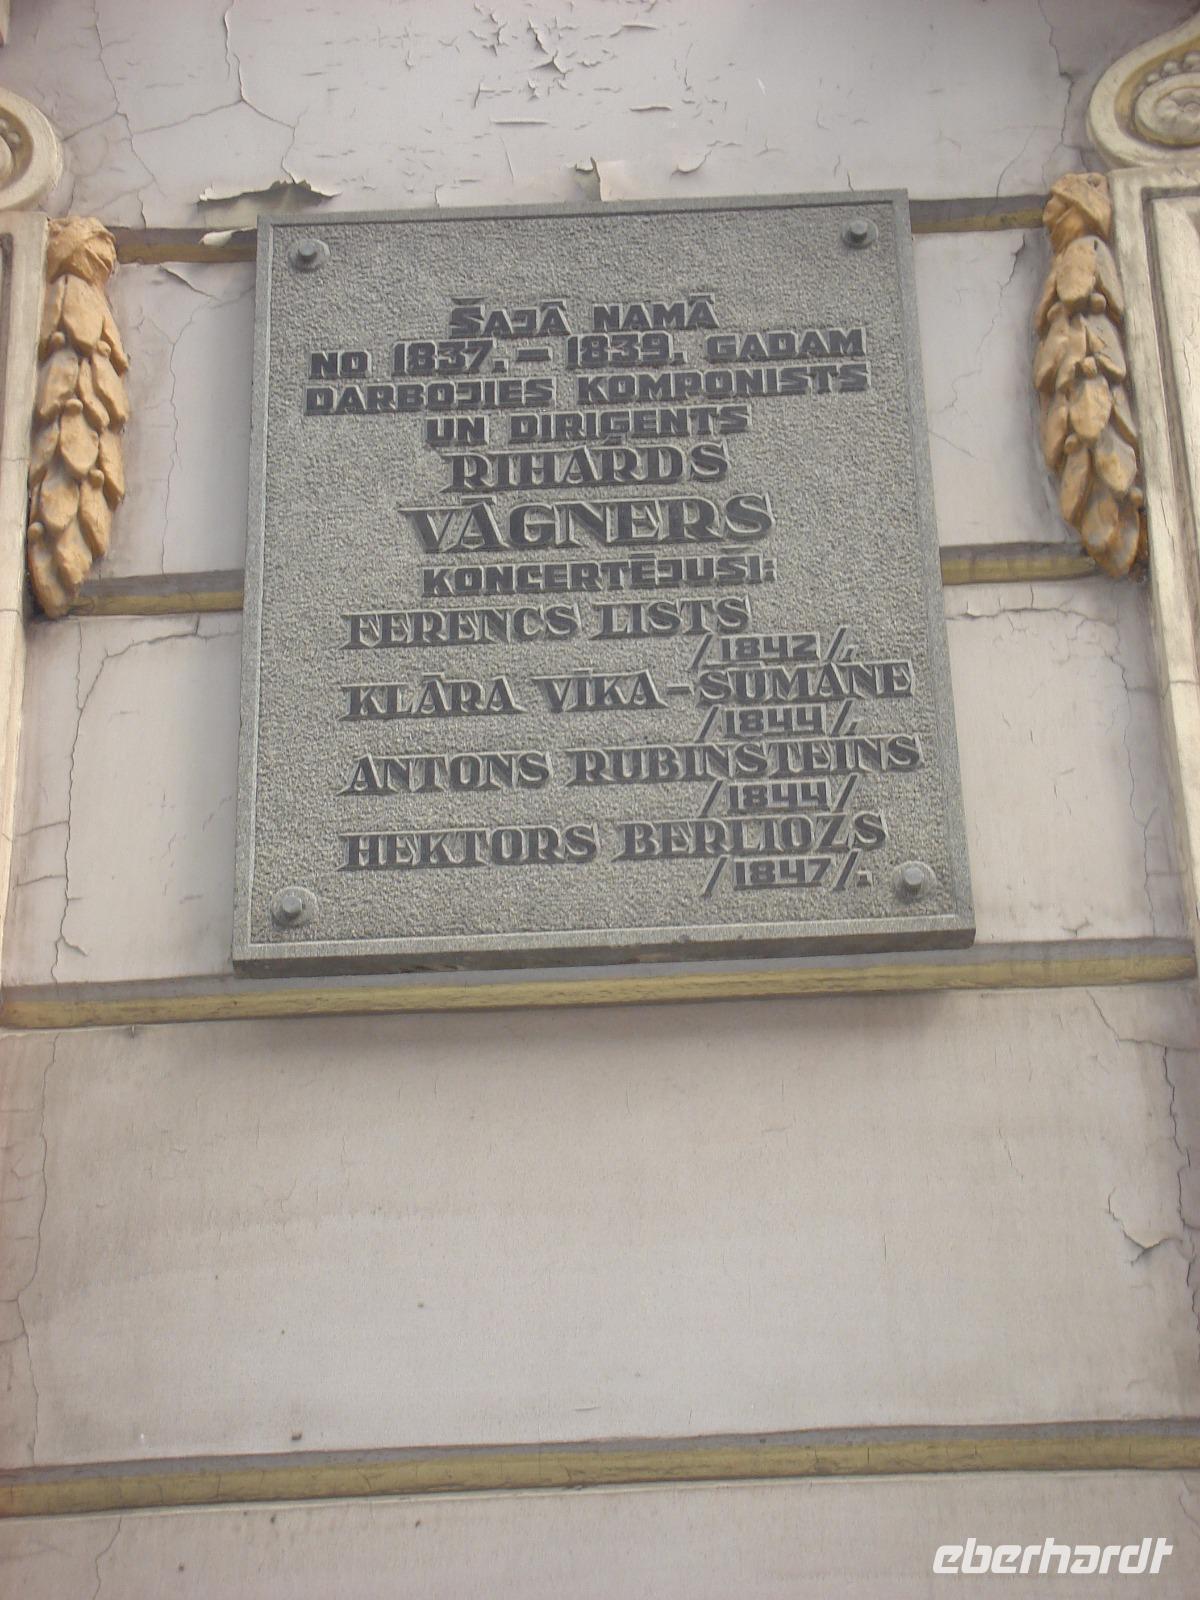 ŠAJĀ NAMĀ
NO 1837. – 1839. GADAM
DARBOJIES KOMPONISTS
UN DIRIĢENTS
RIHARDS
VĀGNERS
KONCERTĒJUŠI:
FERENCS LISTS
/1842/,
KLĀRA VĪKA – ŠŪMANE
/1844/,
ANTONS RUBINŠTEINS
/1844/
HEKTORS BERLIOZS
/1847/.
eberhardt